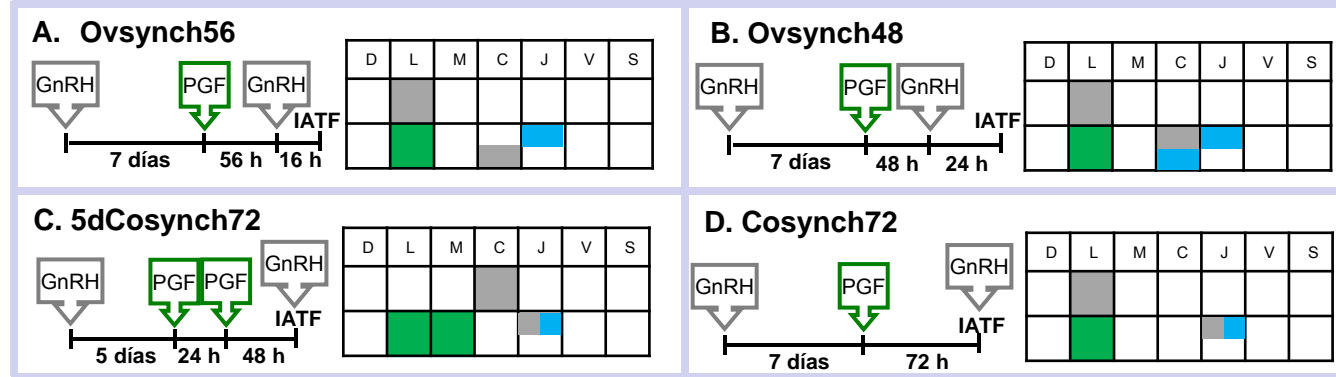 A. Ovsynch56
GnRH
PGF
GnRH
IATF
7 días
56 h
16 h
D L M C J V S
B. Ovsynch48
GnRH
PGF
GnRH
IATF
7 días
48 h
24 h
D L M C J V S
C. 5dCosynch72
GnRH
PGF
PGF
GnRH
IATF
5 días
24 h
48 h
D L M C J V S
D. Cosynch72
GnRH
PGF
GnRH
IATF
7 días
72 h
D L M C J V S